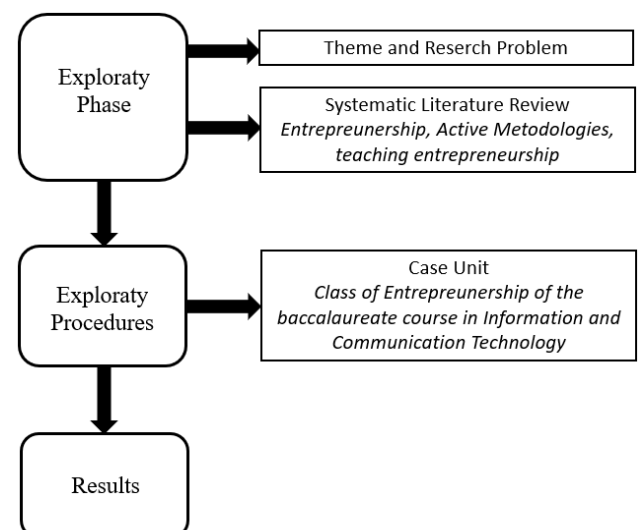 Exploraty
Phase
Theme and Reserch Problem
Systematic Literature Review
Entrepreunership, Active Metodologies,
teaching entrepreneurship
Exploraty
Procedures
Case Unit
Class of Entrepreunership of the
baccalaureate course in Information and
Communication Technology
Results